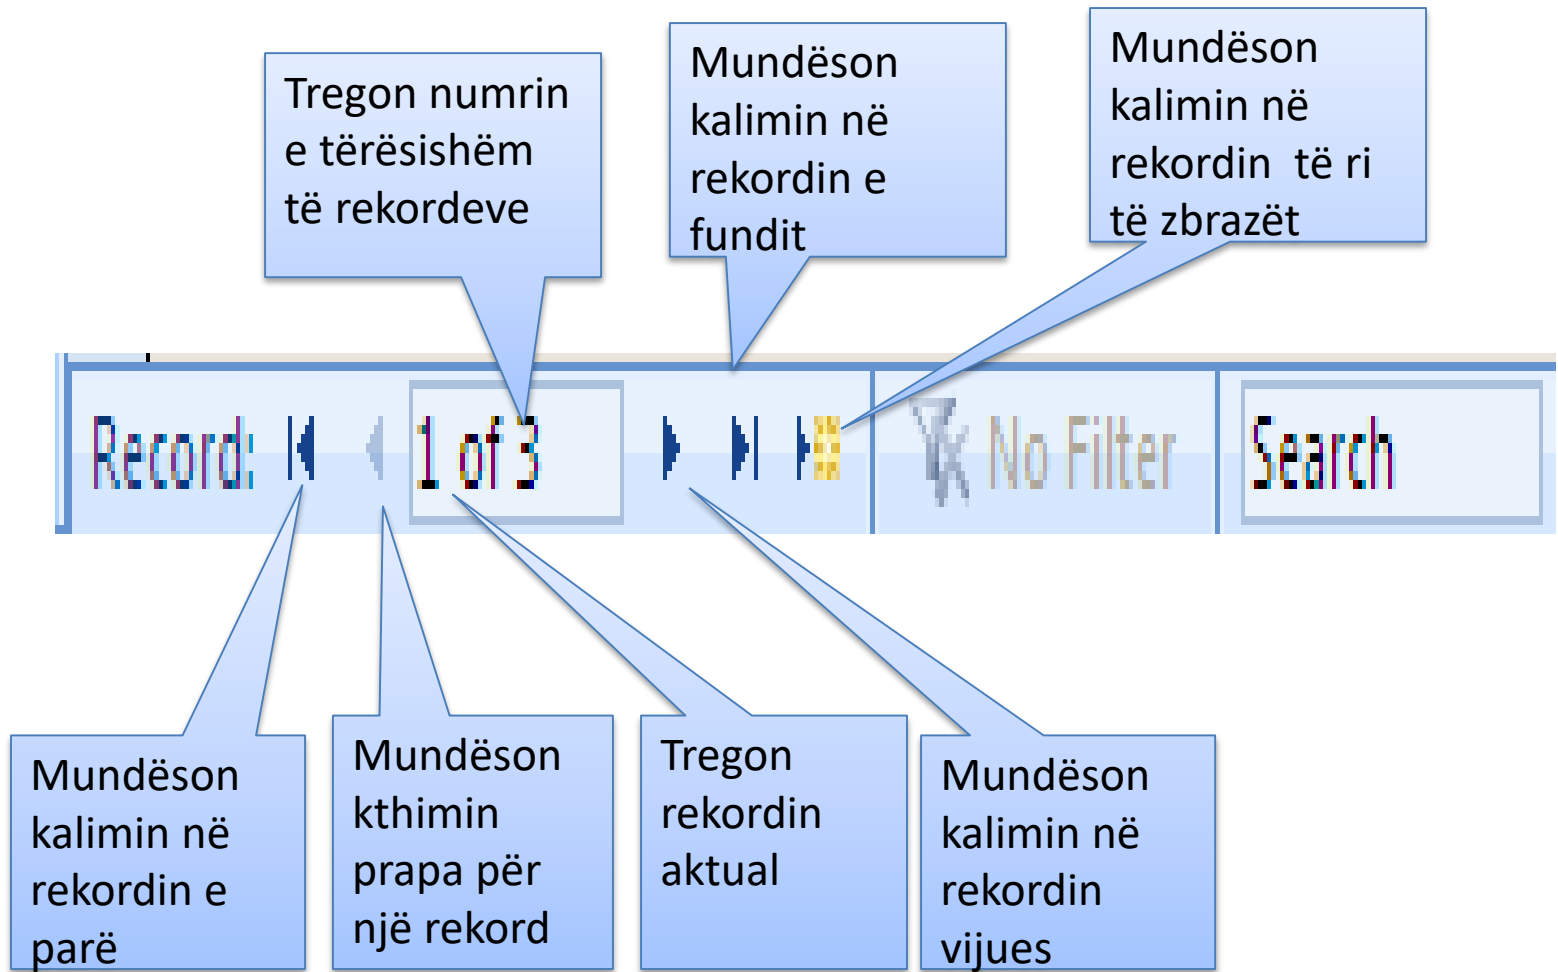 Tregon numrin
e tërësishëm
të rekordeve
Mundëson
kalimin në
rekordin e
fundit
Mundëson
kalimin në
rekordin të ri
të zbrazët
Record: 1 of 3 No Filter Search
Mundëson
kalimin në
rekordin e
parë
Mundëson
kthimin
prapa për
një rekord
Tregon
rekordin
aktual
Mundëson
kalimin në
rekordin
vijues